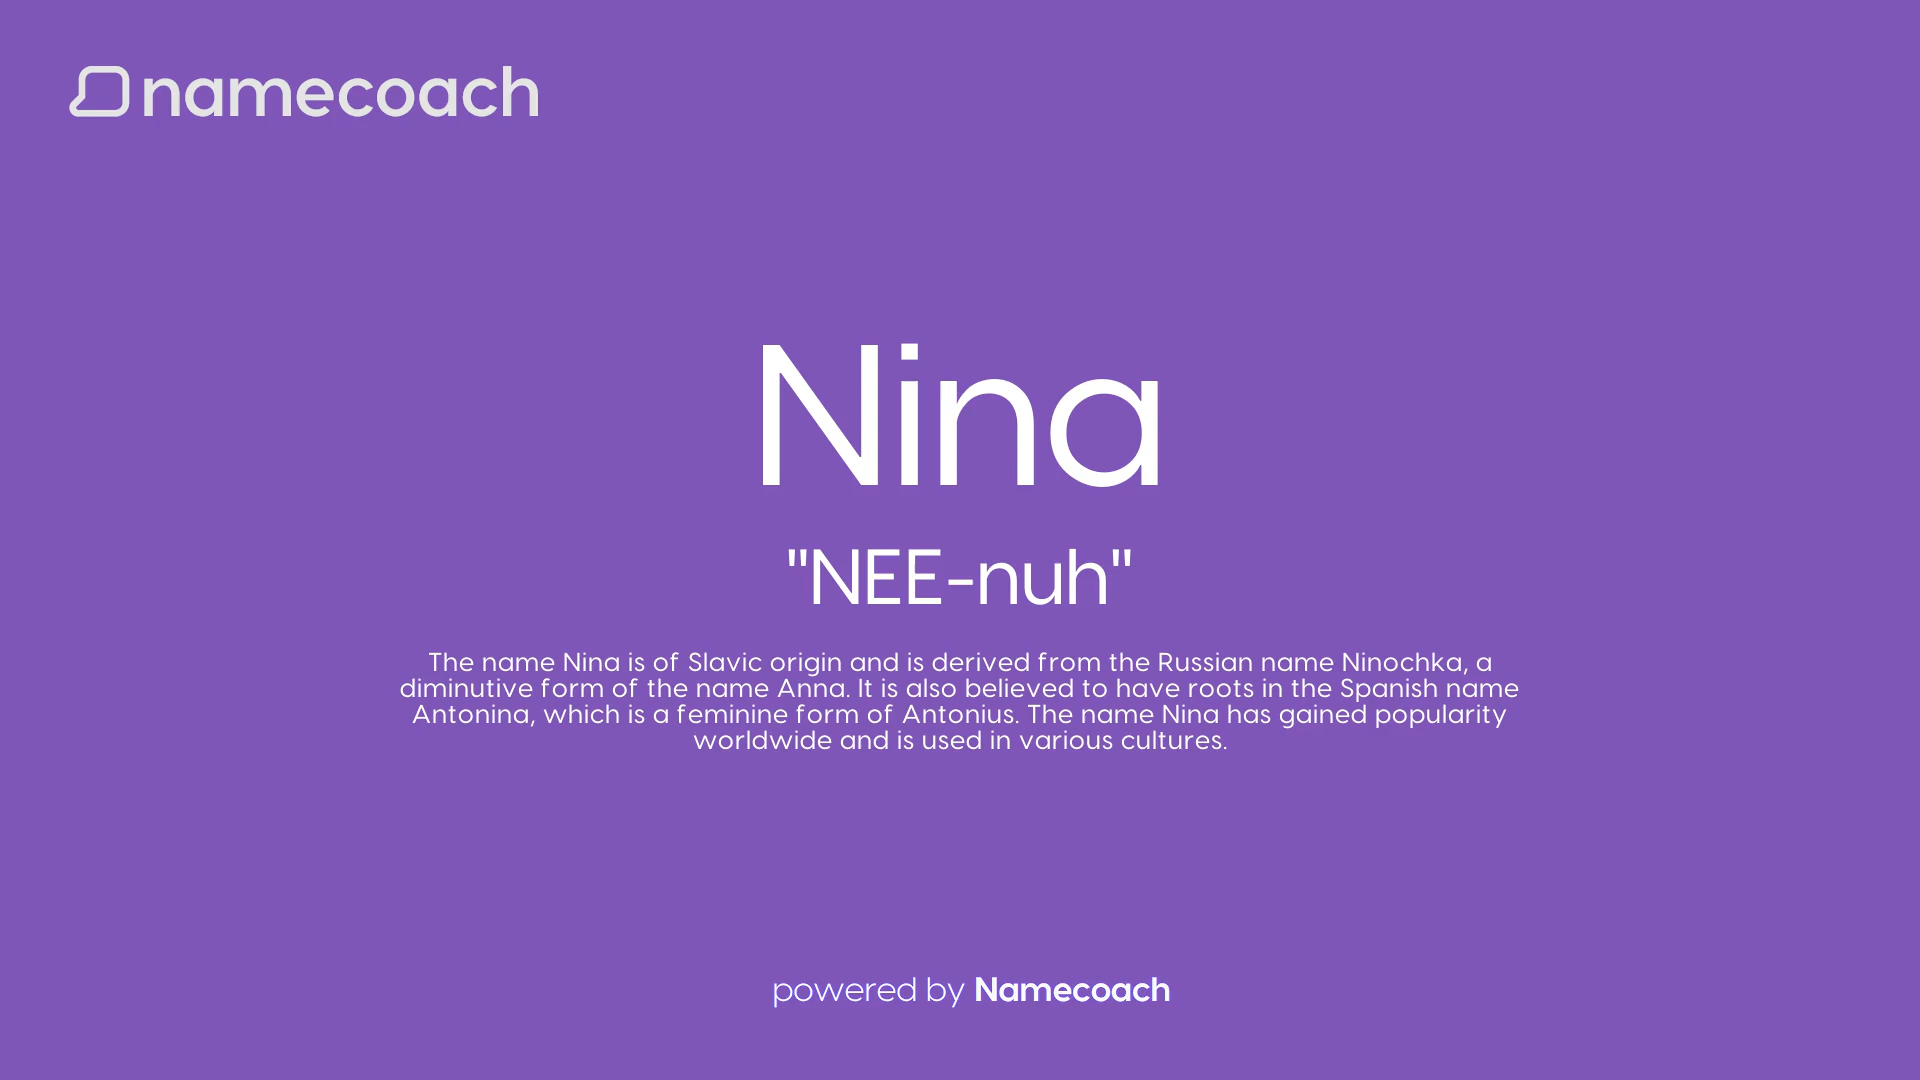 namecoach
Nina
"NEE-nuh"
The name Nina is of Slavic origin and is derived from the Russian name Ninochka, a
diminutive form of the name Anna. It is also believed to have roots in the Spanish name
Antonina, which is a feminine form of Antonius. The name Nina has gained popularity
worldwide and is used in various cultures.
powered by Namecoach